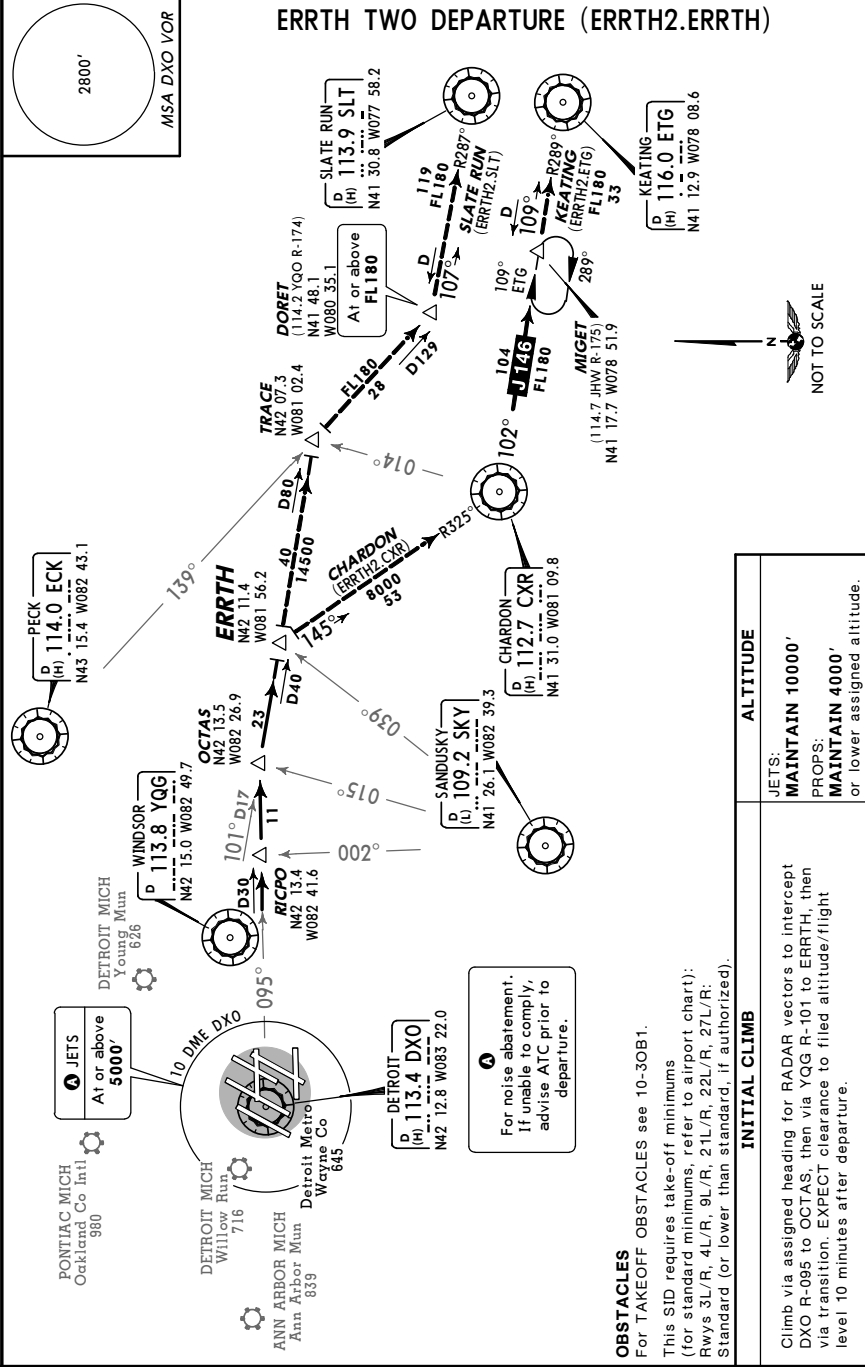 ERRTH TWO DEPARTURE (ERRTH2.ERRTH)
2800'
MSA DXO VOR
PONTIAC MICH
Oakland Co Intl
980
DETROIT MICH
Young Mun
626
DETROIT MICH
Willow Run
716
ANN ARBOR MICH
Ann Arbor Mun
839
Detroit Metro
Wayne Co
645
A JETS
At or above
5000'
10 DME DXO
D
(H)
DETROIT
113.4 DXO
N42 12.8 W083 22.0
A
For noise abatement.
If unable to comply,
advise ATC prior to
departure.
095°
D
WINDSOR
113.8 YQG
N42 15.0 W082 49.7
D30
RICPO
N42 13.4
W082 41.6
101°
D17
11
OCTAS
N42 13.5
W082 26.9
23
D40
002°
015°
039°
D
(L)
SANDUSKY
109.2 SKY
N41 26.1 W082 39.3
D
(H)
PECK
114.0 ECK
N43 15.4 W082 43.1
139°
ERRTH
N42 11.4
W081 56.2
40
14500
D80
145°
CHARDON
(ERRTH2.CXR)
8000
53
R325°
D
(H)
CHARDON
112.7 CXR
N41 31.0 W081 09.8
014°
TRACE
N42 07.3
W081 02.4
FL180
28
D129
DORET
(114.2 YQO R-174)
N41 48.1
W080 35.1
At or above
FL180
107°
D
119
FL180
SLATE RUN
(ERRTH2.SLT)
R287°
D
(H)
SLATE RUN
113.9 SLT
N41 30.8 W077 58.2
102°
104
J 146
FL180
109°
ETG
289°
MIGET
(114.7 JHW R-175)
N41 17.7 W078 51.9
109°
D
R289°
KEATING
(ERRTH2.ETG)
FL180
33
D
(H)
KEATING
116.0 ETG
N41 12.9 W078 08.6
N
NOT TO SCALE
OBSTACLES
For TAKEOFF OBSTACLES see 10-3OB1.
This SID requires take-off minimums
(for standard minimums, refer to airport chart):
Rwys 3L/R, 4L/R, 9L/R, 21L/R, 22L/R, 27L/R:
Standard (or lower than standard, if authorized).
INITIAL CLIMB
Climb via assigned heading for RADAR vectors to intercept
DXO R-095 to OCTAS, then via YQG R-101 to ERRTH, then
via transition. EXPECT clearance to filed altitude/flight
level 10 minutes after departure.
ALTITUDE
JETS:
MAINTAIN 10000'
PROPS:
MAINTAIN 4000'
or lower assigned altitude.